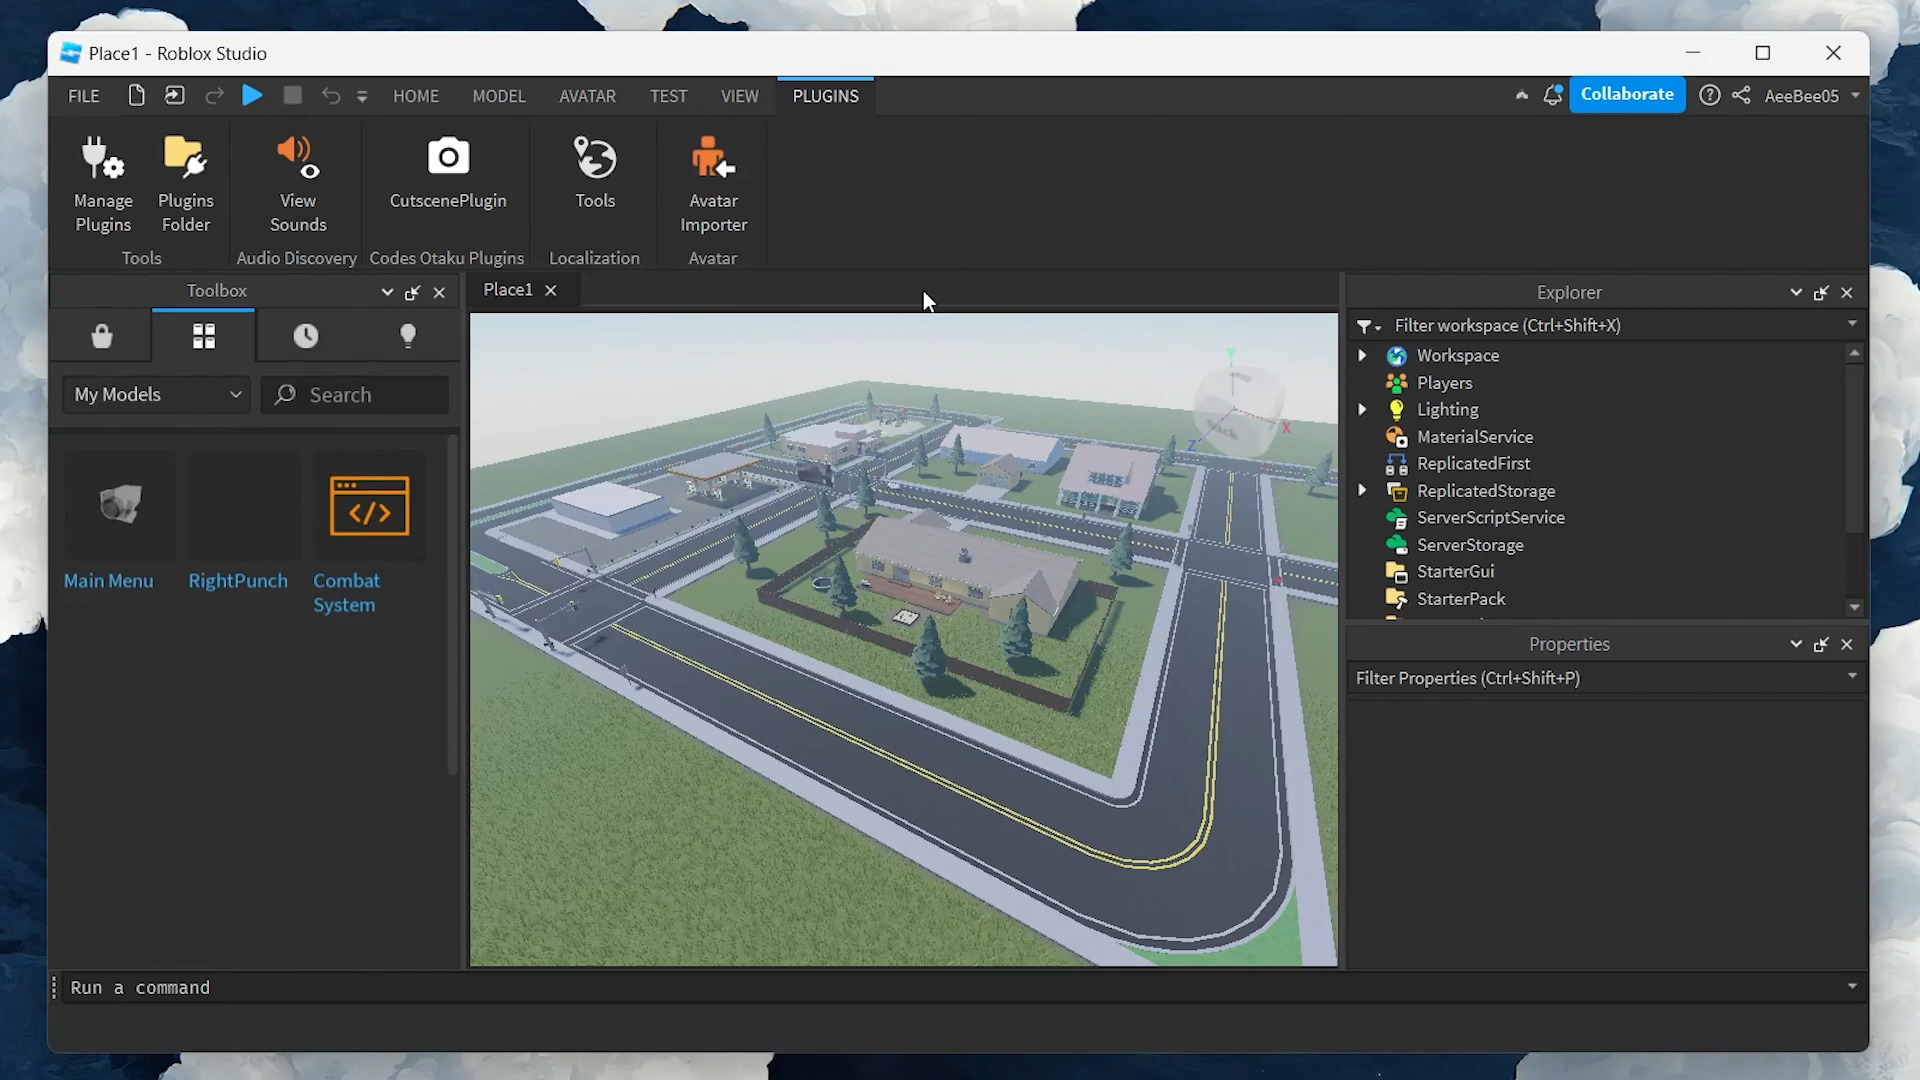 Place1 - Roblox Studio
FILE HOME MODEL AVATAR TEST VIEW PLUGINS Collaborate AeeBee05
Manage Plugins
Plugins Folder
View Sounds
CutscenePlugin
Tools
Avatar Importer
Tools Audio Discovery Codes Otaku Plugins Localization Avatar
Toolbox
My Models
Search
Main Menu
RightPunch
Combat System
Place1
Y
X
Z
Back
Explorer
Filter workspace (Ctrl+Shift+X)
Workspace
Players
Lighting
MaterialService
ReplicatedFirst
ReplicatedStorage
ServerScriptService
ServerStorage
StarterGui
StarterPack
Properties
Filter Properties (Ctrl+Shift+P)
Run a command